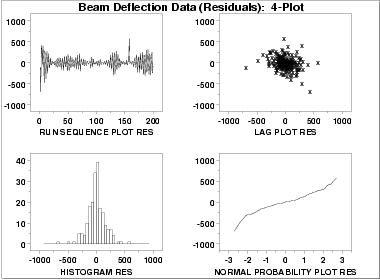 Beam Deflection Data (Residuals): 4-Plot
1000
500
0
-500
-1000
0 50 100 150 200
RUN SEQUENCE PLOT RES
1000
500
0
-500
-1000
-1000 -500 0 500 1000
LAG PLOT RES
40
30
20
10
0
-1000 -500 0 500 1000
HISTOGRAM RES
1000
500
0
-500
-1000
-3 -2 -1 0 1 2 3
NORMAL PROBABILITY PLOT RES